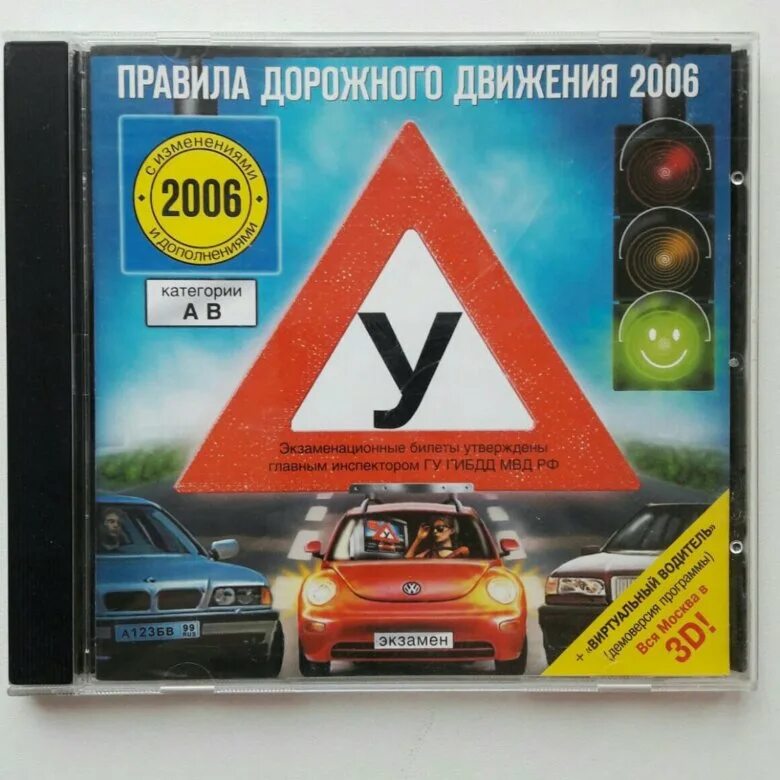 ПРАВИЛА ДОРОЖНОГО ДВИЖЕНИЯ 2006
С ИЗМЕНЕНИЯМИ
2006
И ДОПОЛНЕНИЯМИ
категории
А В
У
Экзаменационные билеты утверждены
главным инспектором ГУ ГИБДД МВД РФ
А123БВ 99
RUS
экзамен
+ «ВИРТУАЛЬНЫЙ ВОДИТЕЛЬ»
(демоверсия программы)
Вся Москва в
3D!